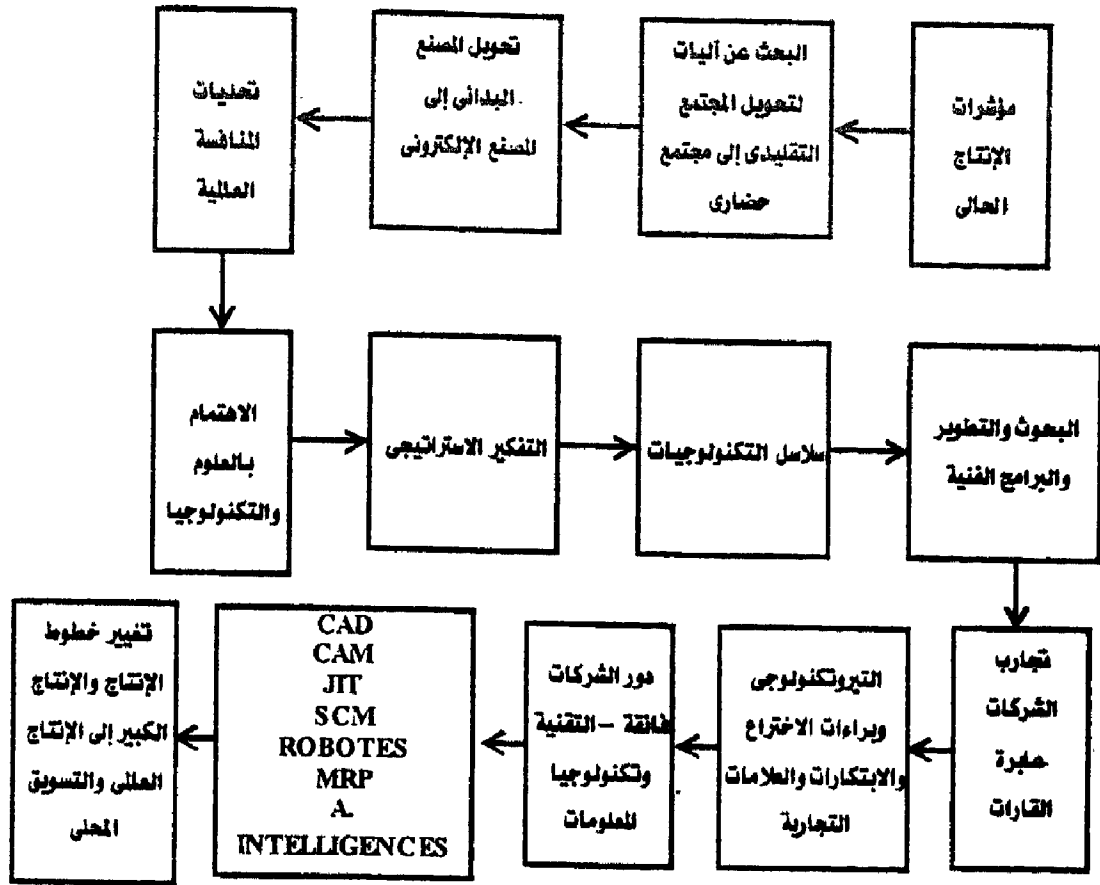 مؤشرات
الإنتاج
الحالى
البحث عن آليات
لتحويل المجتمع
التقليدى إلى مجتمع
حضارى
تحويل المصنع
البدائى إلى
المصنع الإلكترونى
تحديات
المنافسة
العالمية
الاهتمام
بالعلوم
والتكنولوجيا
التفكير الاستراتيجى
سلاسل التكنولوجيات
البحوث والتطوير
والبرامج الفنية
تجارب
الشركات
عابرة
القارات
التيروتكنولوجى
وبراءات الاختراع
والابتكارات والعلامات
التجارية
دور الشركات
فائقة – التقنية
وتكنولوجيا
المعلومات
CAD
CAM
JIT
SCM
ROBOTES
MRP
A.
INTELLIGENCES
تغيير خطوط
الإنتاج والإنتاج
الكبير إلى الإنتاج
العالمى والتسويق
المحلى